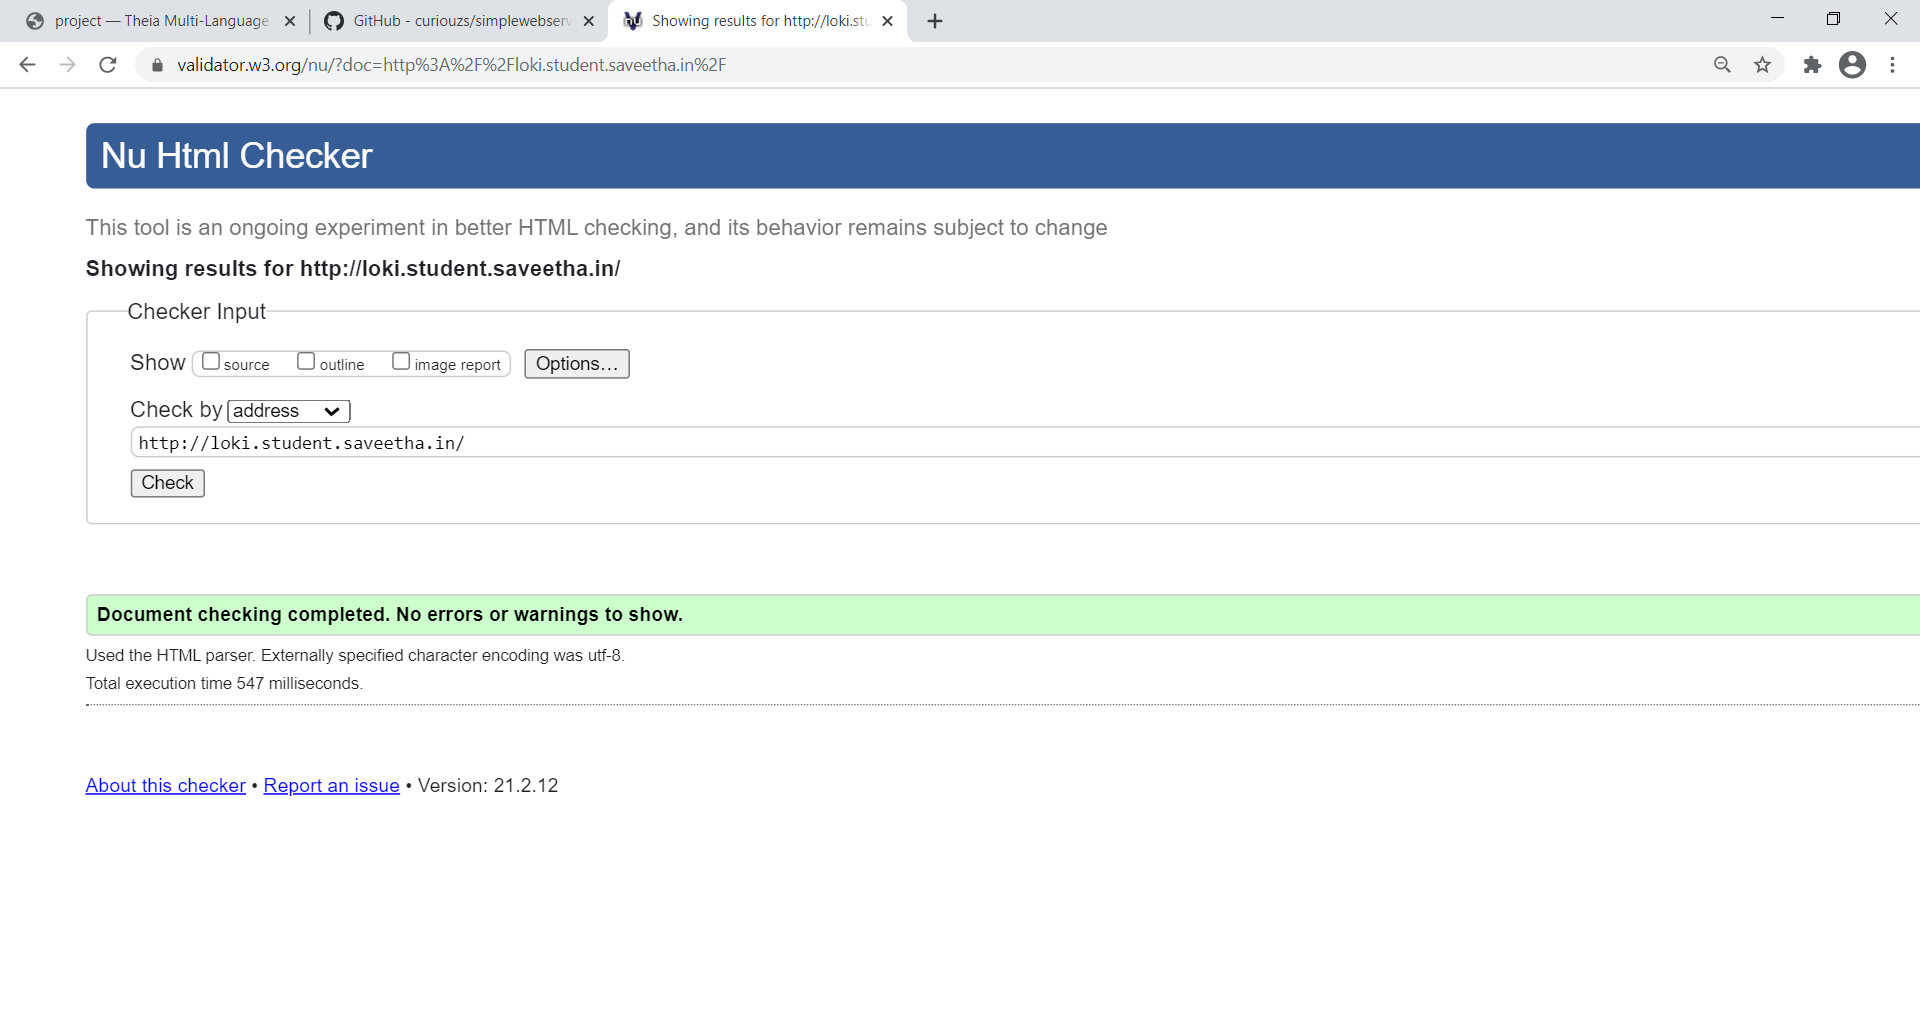 project — Theia Multi-Language
GitHub - curiouzs/simplewebserv
Showing results for http://loki.stu
validator.w3.org/nu/?doc=http%3A%2F%2Floki.student.saveetha.in%2F
Nu Html Checker
This tool is an ongoing experiment in better HTML checking, and its behavior remains subject to change
Showing results for http://loki.student.saveetha.in/
Checker Input
Show source outline image report Options…
Check by address
http://loki.student.saveetha.in/
Check
Document checking completed. No errors or warnings to show.
Used the HTML parser. Externally specified character encoding was utf-8.
Total execution time 547 milliseconds.
About this checker • Report an issue • Version: 21.2.12